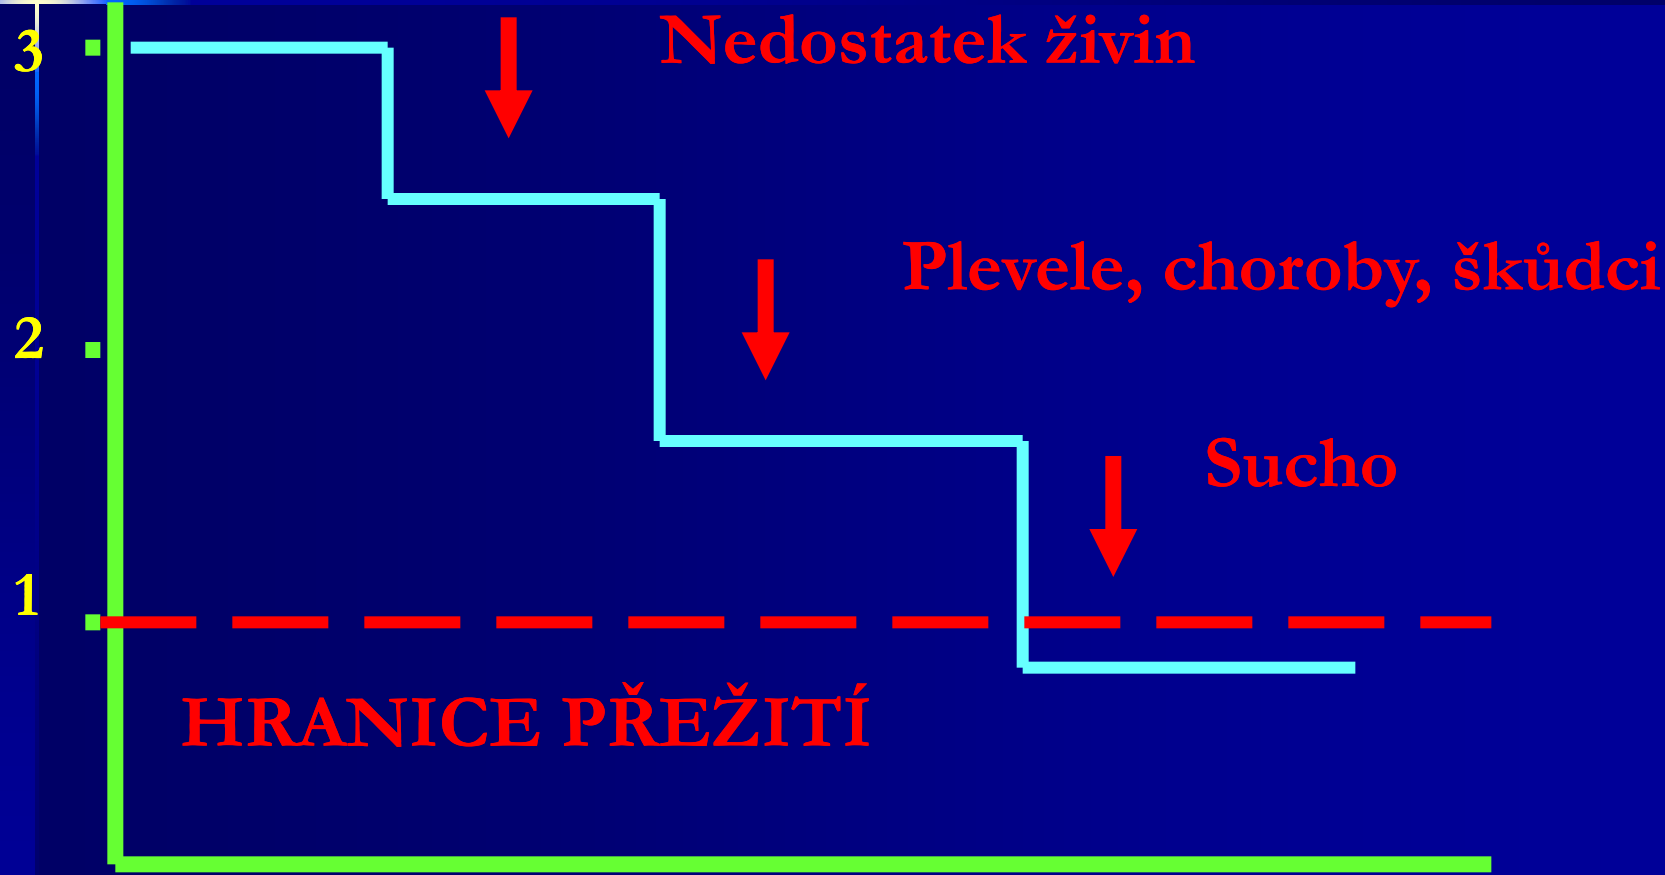 3
Nedostatek živin
Plevele, choroby, škůdci
2
Sucho
1
HRANICE PŘEŽITÍ